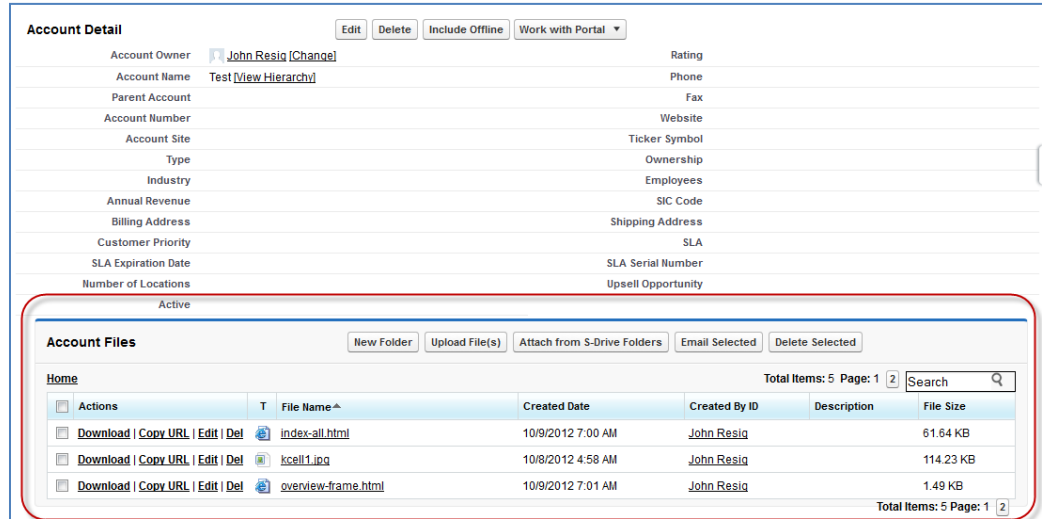 Account Detail Edit Delete Include Offline Work with Portal
Account Owner John Resig [Change] Rating
Account Name Test [View Hierarchy] Phone
Parent Account Fax
Account Number Website
Account Site Ticker Symbol
Type Ownership
Industry Employees
Annual Revenue SIC Code
Billing Address Shipping Address
Customer Priority SLA
SLA Expiration Date SLA Serial Number
Number of Locations Upsell Opportunity
Active
Account Files New Folder Upload File(s) Attach from S-Drive Folders Email Selected Delete Selected
Home Total Items: 5 Page: 1 2 Search
Actions T File Name Created Date Created By ID Description File Size
Download | Copy URL | Edit | Del index-all.html 10/9/2012 7:00 AM John Resig 61.64 KB
Download | Copy URL | Edit | Del kcell1.jpg 10/8/2012 4:58 AM John Resig 114.23 KB
Download | Copy URL | Edit | Del overview-frame.html 10/9/2012 7:01 AM John Resig 1.49 KB
Total Items: 5 Page: 1 2